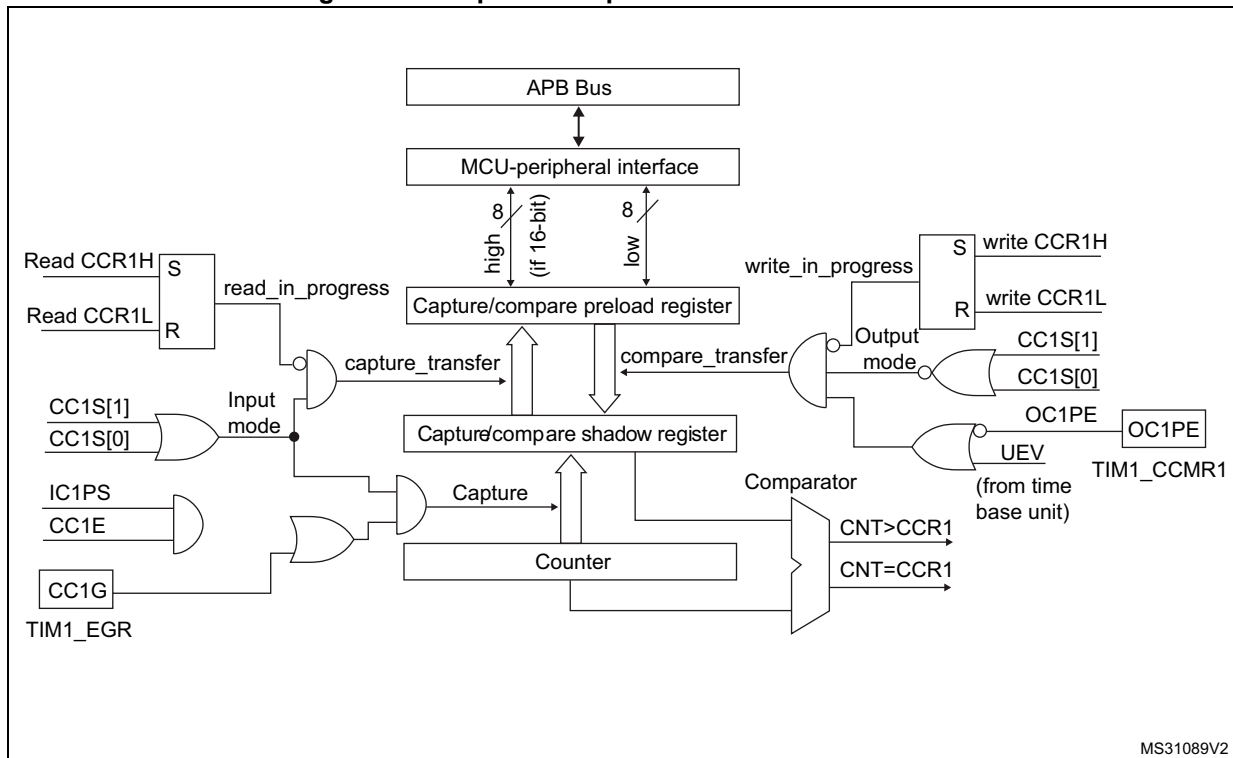 APB Bus
MCU-peripheral interface
8
high
(if 16-bit)
8
low
Read CCR1H
S
read_in_progress
Read CCR1L
R
write_in_progress
S
write CCR1H
R
write CCR1L
Capture/compare preload register
capture_transfer
compare_transfer
Output
mode
CC1S[1]
CC1S[0]
CC1S[1]
CC1S[0]
Input
mode
Capture/compare shadow register
OC1PE
OC1PE
UEV
TIM1_CCMR1
(from time
base unit)
IC1PS
CC1E
Capture
Comparator
CNT>CCR1
CNT=CCR1
Counter
CC1G
TIM1_EGR
MS31089V2